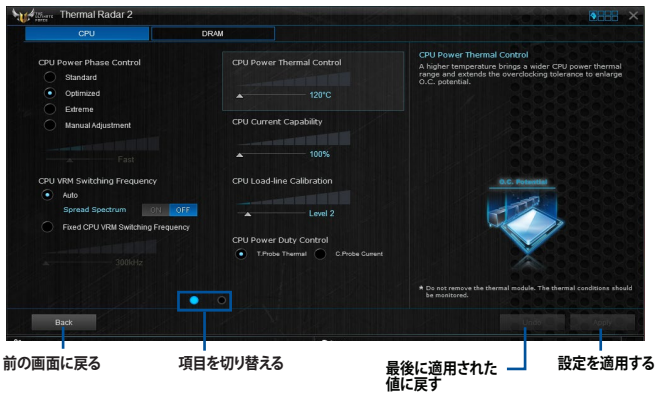 THE ULTIMATE FORCE
Thermal Radar 2
CPU
DRAM
CPU Power Phase Control
Standard
Optimized
Extreme
Manual Adjustment
Fast
CPU VRM Switching Frequency
Auto
Spread Spectrum
ON OFF
Fixed CPU VRM Switching Frequency
300kHz
CPU Power Thermal Control
120°C
CPU Current Capability
100%
CPU Load-line Calibration
Level 2
CPU Power Duty Control
T.Probe Thermal
C.Probe Current
CPU Power Thermal Control
A higher temperature brings a wider CPU power thermal
range and extends the overclocking tolerance to enlarge
O.C. potential.
O.C. Potential
* Do not remove the thermal module. The thermal conditions should
be monitored.
Back
Undo
Apply
前の画面に戻る
項目を切り替える
最後に適用された
値に戻す
設定を適用する